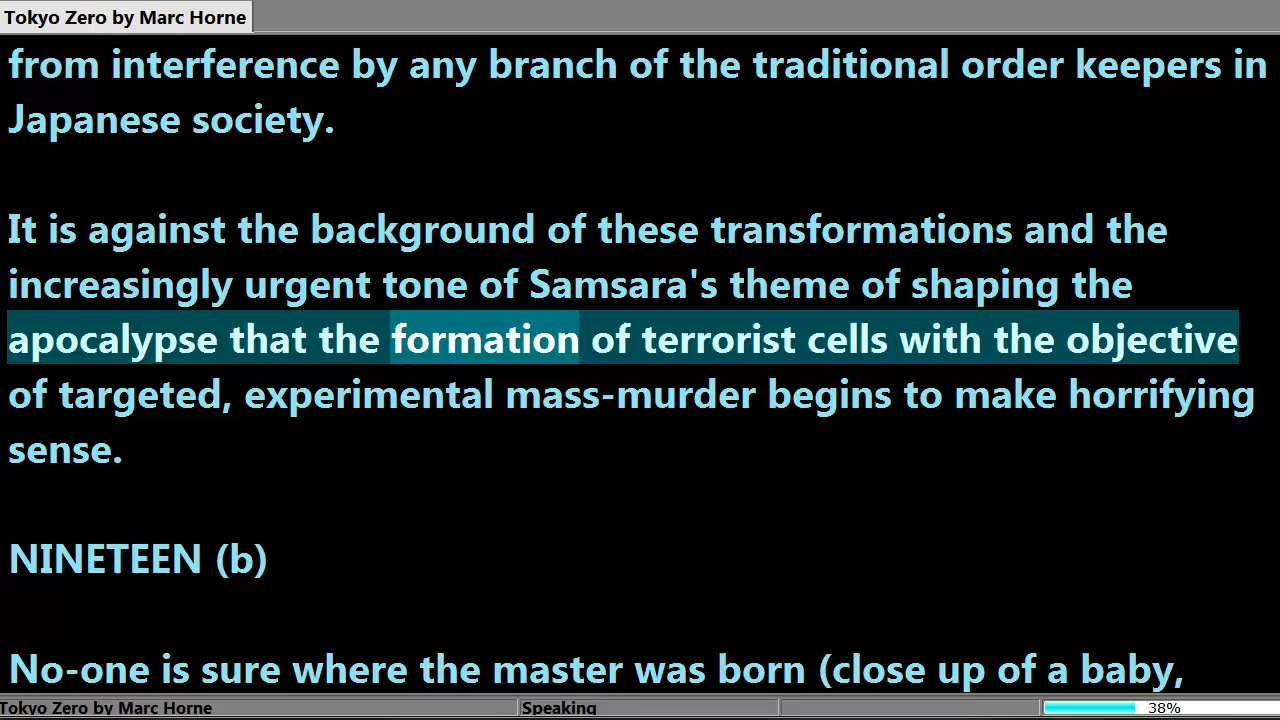 Tokyo Zero by Marc Horne
from interference by any branch of the traditional order keepers in
Japanese society.
It is against the background of these transformations and the
increasingly urgent tone of Samsara's theme of shaping the
apocalypse that the formation of terrorist cells with the objective
of targeted, experimental mass-murder begins to make horrifying
sense.
NINETEEN (b)
No-one is sure where the master was born (close up of a baby,
Tokyo Zero by Marc Horne Speaking 38%